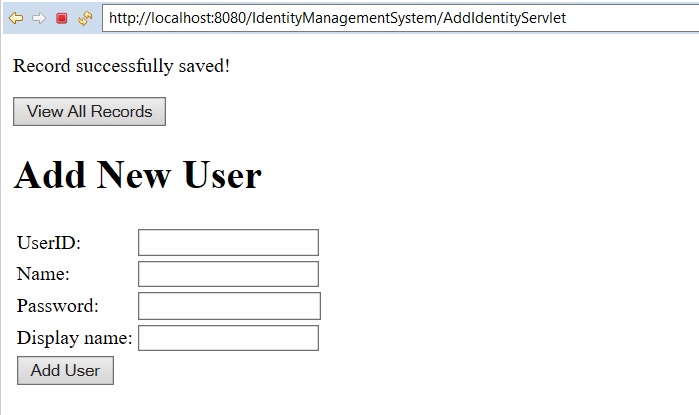 http://localhost:8080/IdentityManagementSystem/AddIdentityServlet
Record successfully saved!
View All Records
Add New User
UserID:
Name:
Password:
Display name:
Add User